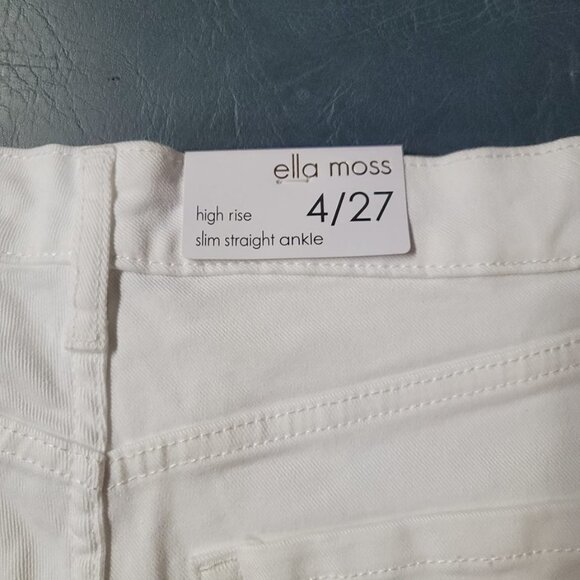 ella moss
high rise 4/27
slim straight ankle